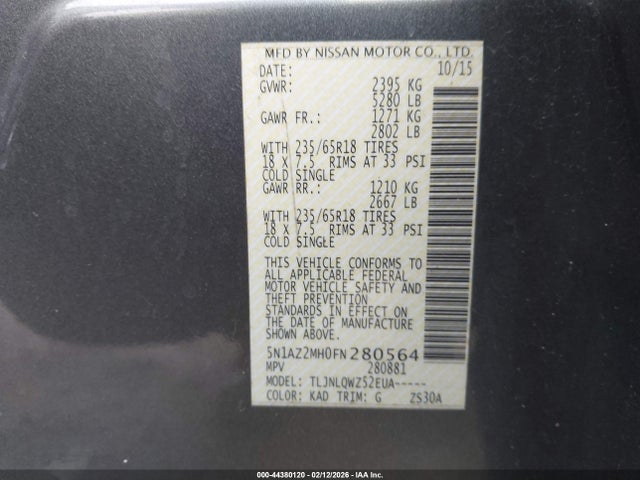 MFD BY NISSAN MOTOR CO., LTD.
DATE: 10/15
GVWR: 2395 KG
5280 LB
GAWR FR.: 1271 KG
2802 LB
WITH 235/65R18 TIRES
18 X 7.5 RIMS AT 33 PSI
COLD SINGLE
GAWR RR.: 1210 KG
2667 LB
WITH 235/65R18 TIRES
18 X 7.5 RIMS AT 33 PSI
COLD SINGLE
THIS VEHICLE CONFORMS TO
ALL APPLICABLE FEDERAL
MOTOR VEHICLE SAFETY AND
THEFT PREVENTION
STANDARDS IN EFFECT ON
THE DATE OF MANUFACTURE
SHOWN ABOVE.
5N1AZ2MH0FN280564
MPV 280881
MODEL: TLJNLQWZ52EUA-----
COLOR: KAD TRIM: G ZS30A
000-44380120 - 02/12/2026 - IAA Inc.